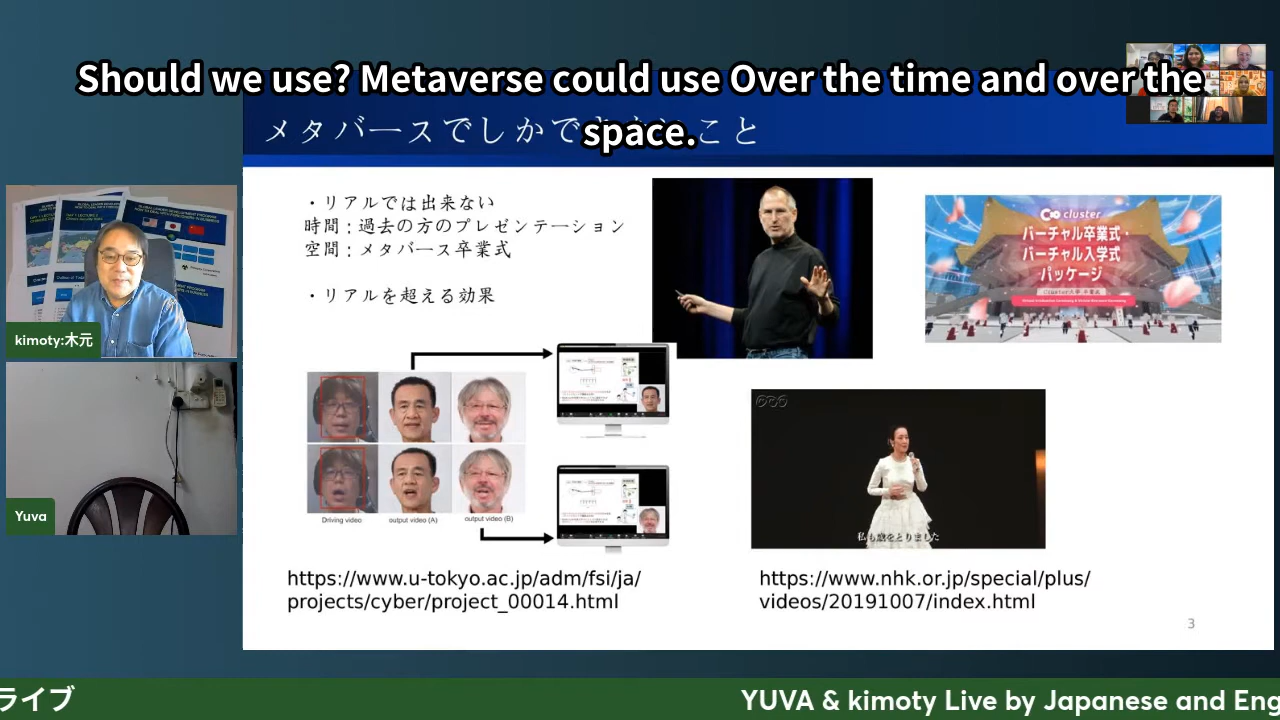 Should we use? Metaverse could use Over the time and over the
space.
メタバースでしかで
こと
・リアルでは出来ない
時間：過去の方のプレゼンテーション
空間：メタバース卒業式
・リアルを超える効果
cluster
バーチャル卒業式・
バーチャル入学式
パッケージ
kimoty:木元
Yuva
Driving video
output video (A)
output video (B)
私も歳をとりました
https://www.u-tokyo.ac.jp/adm/fsi/ja/
projects/cyber/project_00014.html
https://www.nhk.or.jp/special/plus/
videos/20191007/index.html
3
ライブ
YUVA & kimoty Live by Japanese and Eng